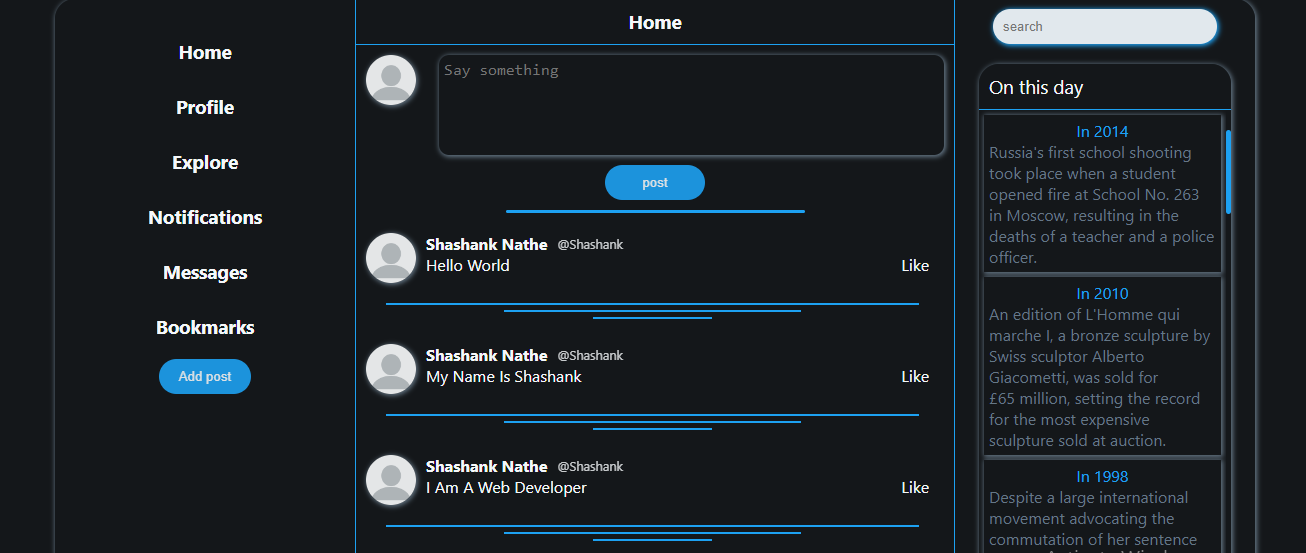 Home
Profile
Explore
Notifications
Messages
Bookmarks
Add post
Home
Say something
post
Shashank Nathe @Shashank
Hello World
Like
Shashank Nathe @Shashank
My Name Is Shashank
Like
Shashank Nathe @Shashank
I Am A Web Developer
Like
search
On this day
In 2014
Russia's first school shooting
took place when a student
opened fire at School No. 263
in Moscow, resulting in the
deaths of a teacher and a police
officer.
In 2010
An edition of L'Homme qui
marche I, a bronze sculpture by
Swiss sculptor Alberto
Giacometti, was sold for
£65 million, setting the record
for the most expensive
sculpture sold at auction.
In 1998
Despite a large international
movement advocating the
commutation of her sentence